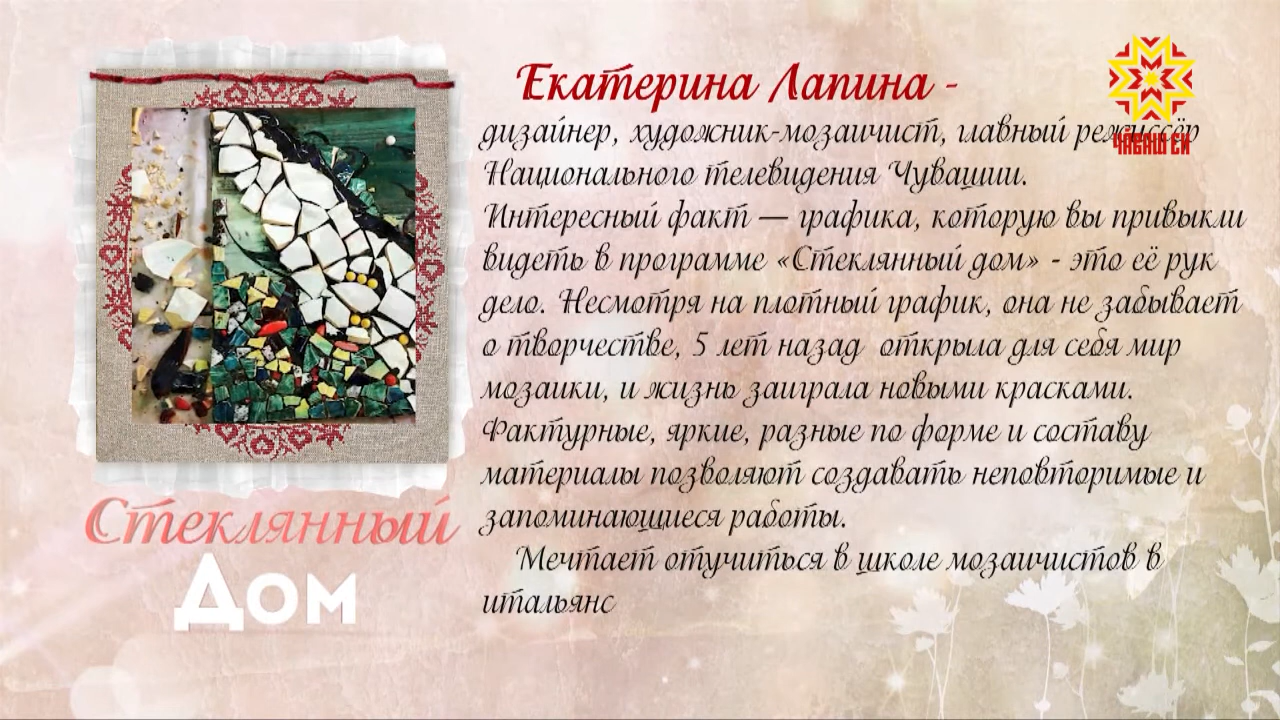 Екатерина Лапина -
дизайнер, художник-мозаичист, главный режиссёр
Национального телевидения Чувашии.
Интересный факт — графика, которую вы привыкли
видеть в программе «Стеклянный дом» - это её рук
дело. Несмотря на плотный график, она не забывает
о творчестве, 5 лет назад открыла для себя мир
мозаики, и жизнь заиграла новыми красками.
Фактурные, яркие, разные по форме и составу
материалы позволяют создавать неповторимые и
запоминающиеся работы.
Мечтает отучиться в школе мозаичистов в
итальянс
Стеклянный
Дом
ЧӐВАШ ЕН